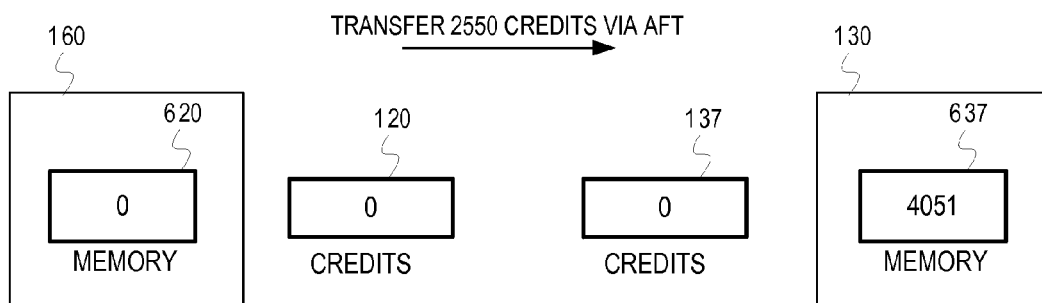 TRANSFER 2550 CREDITS VIA AFT
160
130
620
120
137
637
0
0
0
4051
MEMORY
CREDITS
CREDITS
MEMORY